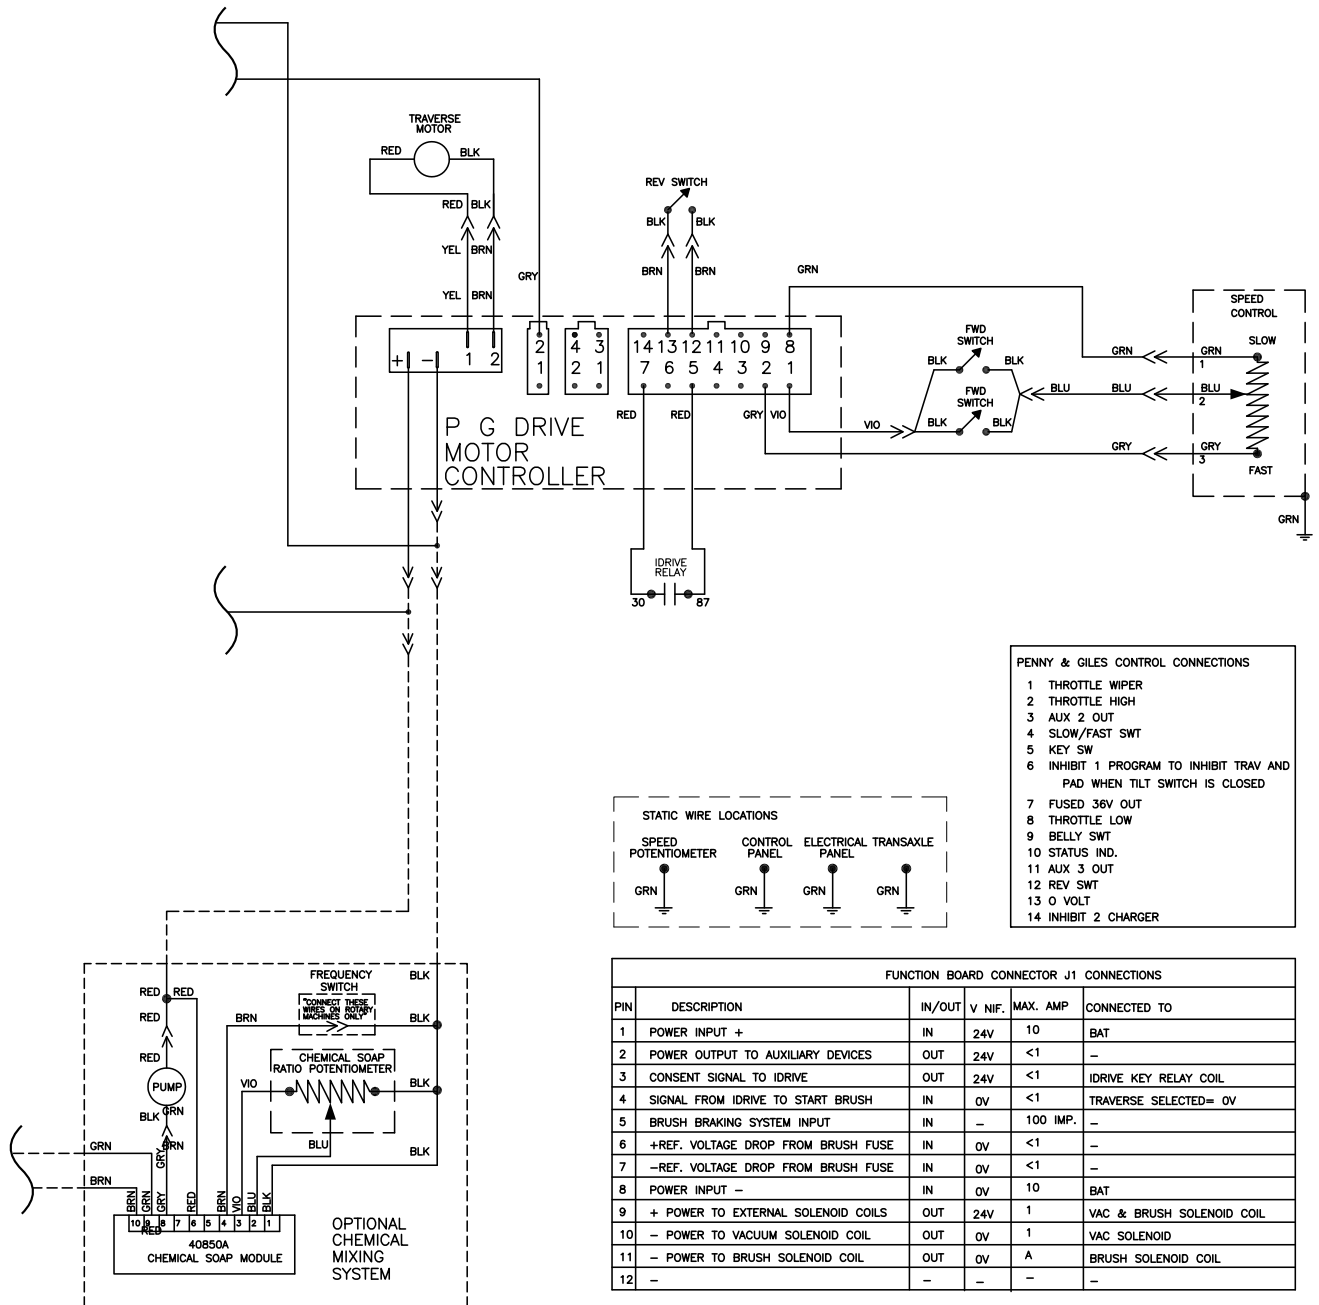 TRAVERSE
MOTOR
RED
BLK
RED BLK
YEL BRN
YEL BRN
GRY
REV SWITCH
BLK BLK
BRN BRN
GRN
+ − 1 2
2
1
4 3
2 1
14 13 12 11 10 9 8
7 6 5 4 3 2 1
RED RED GRY VIO
P G DRIVE
MOTOR
CONTROLLER
VIO
FWD
SWITCH
BLK BLK
FWD
SWITCH
BLK BLK
BLU
SPEED
CONTROL
SLOW
GRN GRN
1
BLU BLU
2
GRY GRY
3
FAST
GRN
IDRIVE
RELAY
30 87
PENNY & GILES CONTROL CONNECTIONS
1 THROTTLE WIPER
2 THROTTLE HIGH
3 AUX 2 OUT
4 SLOW/FAST SWT
5 KEY SW
6 INHIBIT 1 PROGRAM TO INHIBIT TRAV AND
PAD WHEN TILT SWITCH IS CLOSED
7 FUSED 36V OUT
8 THROTTLE LOW
9 BELLY SWT
10 STATUS IND.
11 AUX 3 OUT
12 REV SWT
13 O VOLT
14 INHIBIT 2 CHARGER
STATIC WIRE LOCATIONS
SPEED
POTENTIOMETER
CONTROL
PANEL
ELECTRICAL
PANEL
TRANSAXLE
GRN GRN GRN GRN
FUNCTION BOARD CONNECTOR J1 CONNECTIONS
PIN DESCRIPTION IN/OUT V NIF. MAX. AMP CONNECTED TO
1 POWER INPUT + IN 24V 10 BAT
2 POWER OUTPUT TO AUXILIARY DEVICES OUT 24V <1 −
3 CONSENT SIGNAL TO IDRIVE OUT 24V <1 IDRIVE KEY RELAY COIL
4 SIGNAL FROM IDRIVE TO START BRUSH IN 0V <1 TRAVERSE SELECTED= 0V
5 BRUSH BRAKING SYSTEM INPUT IN − 100 IMP. −
6 +REF. VOLTAGE DROP FROM BRUSH FUSE IN 0V <1 −
7 −REF. VOLTAGE DROP FROM BRUSH FUSE IN 0V <1 −
8 POWER INPUT − IN 0V 10 BAT
9 + POWER TO EXTERNAL SOLENOID COILS OUT 24V 1 VAC & BRUSH SOLENOID COIL
10 − POWER TO VACUUM SOLENOID COIL OUT 0V 1 VAC SOLENOID
11 − POWER TO BRUSH SOLENOID COIL OUT 0V A BRUSH SOLENOID COIL
12 − − − − −
FREQUENCY
SWITCH
"CONNECT THESE
WIRES ON ROTARY
MACHINES ONLY"
BLK
RED RED
RED
BRN
BLK
RED
CHEMICAL SOAP
RATIO POTENTIOMETER
PUMP
VIO
BLK
GRN
BLK
BRN
GRY
BLU
BLK
GRN
BRN
BRN GRN GRY RED BRN VIO BLU BLK
10 9 8 7 6 5 4 3 2 1
RED
40850A
CHEMICAL SOAP MODULE
OPTIONAL
CHEMICAL
MIXING
SYSTEM